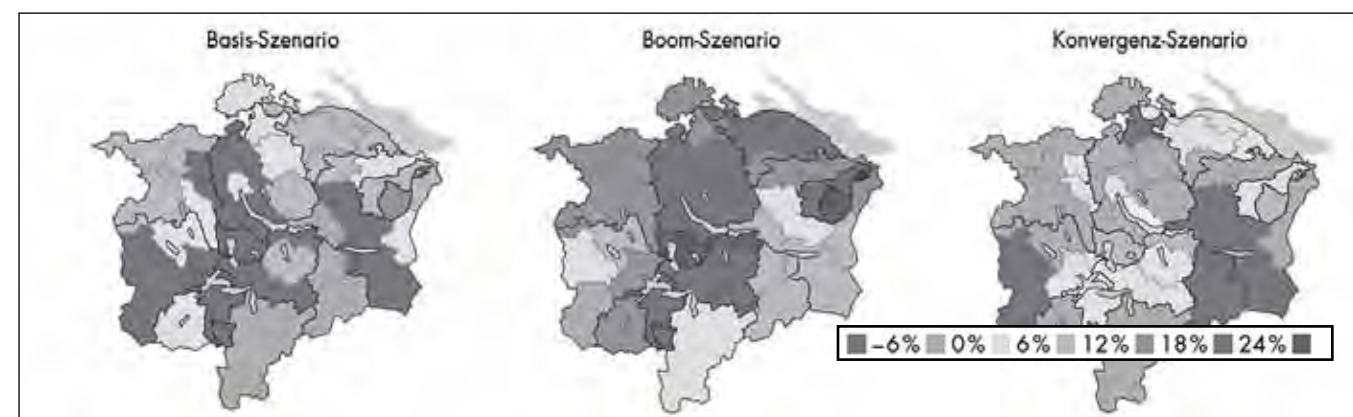 Basis-Szenario
Boom-Szenario
Konvergenz-Szenario
–6% 0% 6% 12% 18% 24%